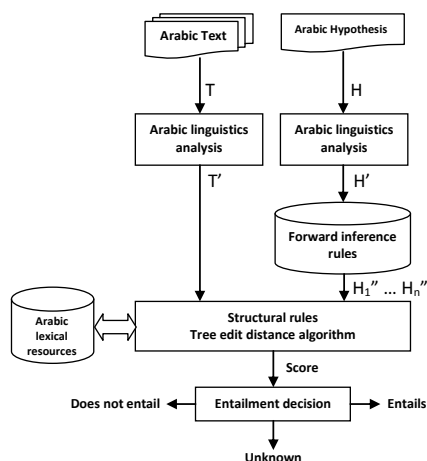 Arabic Text
Arabic Hypothesis
T
H
Arabic linguistics
analysis
Arabic linguistics
analysis
T’
H’
Forward inference
rules
H₁’’ ... Hₙ’’
Arabic
lexical
resources
Structural rules
Tree edit distance algorithm
Score
Does not entail
Entailment decision
Entails
Unknown